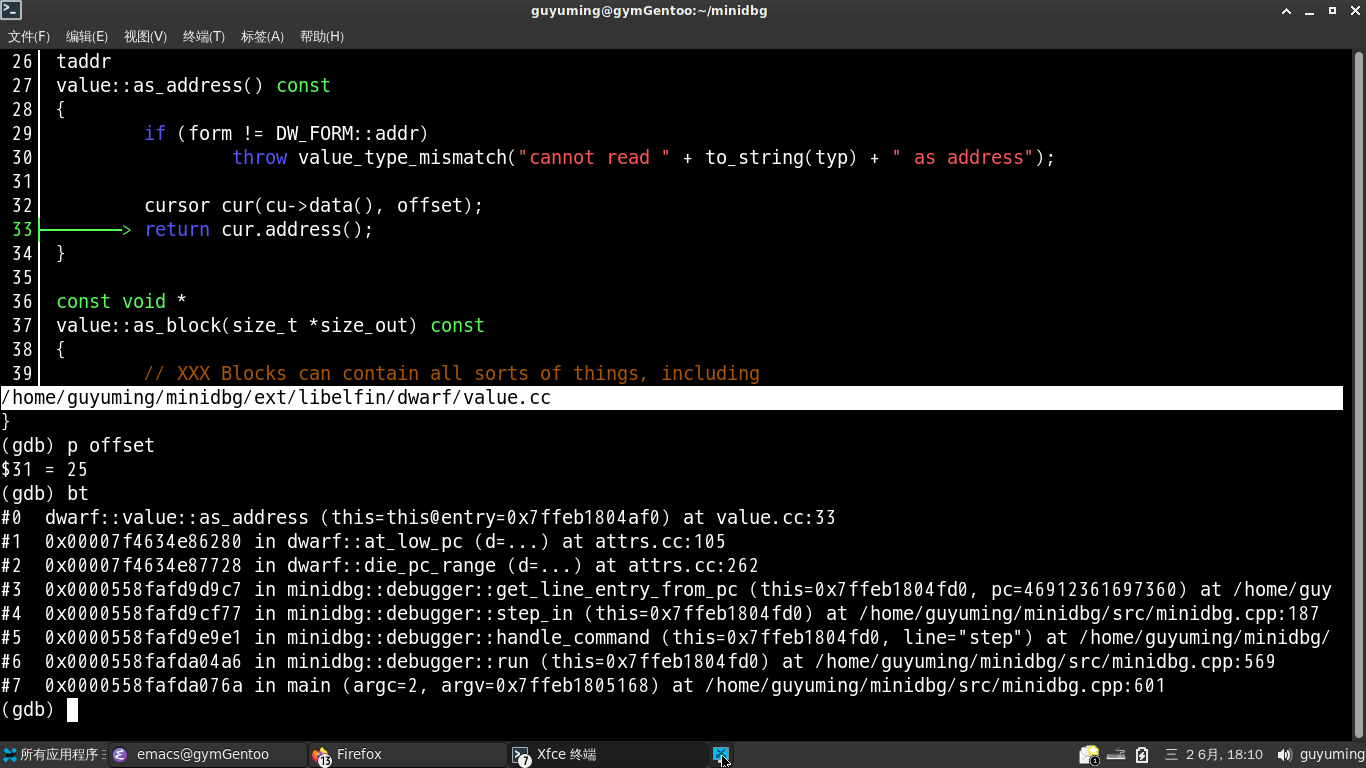 guyuming@gymGentoo:~/minidbg
文件(F) 编辑(E) 视图(V) 终端(T) 标签(A) 帮助(H)
26 taddr
27 value::as_address() const
28 {
29 if (form != DW_FORM::addr)
30 throw value_type_mismatch("cannot read " + to_string(typ) + " as address");
31
32 cursor cur(cu->data(), offset);
33 > return cur.address();
34 }
35
36 const void *
37 value::as_block(size_t *size_out) const
38 {
39 // XXX Blocks can contain all sorts of things, including
/home/guyuming/minidbg/ext/libelfin/dwarf/value.cc
}
(gdb) p offset
$31 = 25
(gdb) bt
#0 dwarf::value::as_address (this=this@entry=0x7ffeb1804af0) at value.cc:33
#1 0x00007f4634e86280 in dwarf::at_low_pc (d=...) at attrs.cc:105
#2 0x00007f4634e87728 in dwarf::die_pc_range (d=...) at attrs.cc:262
#3 0x0000558fafd9d9c7 in minidbg::debugger::get_line_entry_from_pc (this=0x7ffeb1804fd0, pc=46912361697360) at /home/guy
#4 0x0000558fafd9cf77 in minidbg::debugger::step_in (this=0x7ffeb1804fd0) at /home/guyuming/minidbg/src/minidbg.cpp:187
#5 0x0000558fafd9e9e1 in minidbg::debugger::handle_command (this=0x7ffeb1804fd0, line="step") at /home/guyuming/minidbg/
#6 0x0000558fafda04a6 in minidbg::debugger::run (this=0x7ffeb1804fd0) at /home/guyuming/minidbg/src/minidbg.cpp:569
#7 0x0000558fafda076a in main (argc=2, argv=0x7ffeb1805168) at /home/guyuming/minidbg/src/minidbg.cpp:601
(gdb)
所有应用程序 emacs@gymGentoo 13 Firefox 7 Xfce 终端 1 三 2 6月, 18:10 guyuming